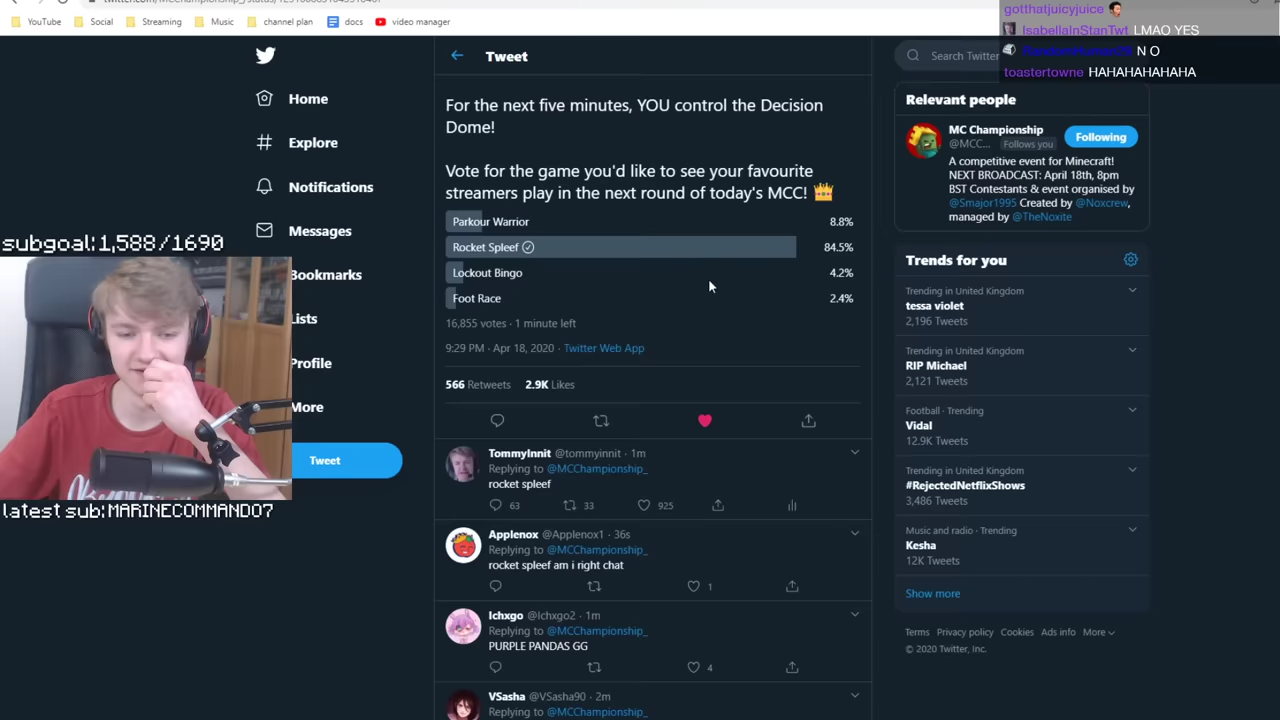 YouTube
Social
Streaming
Music
channel plan
docs
video manager
gotthatjuicyjuice
IsabellaInStanTwt LMAO YES
N O
toastertowne HAHAHAHAHAHA
Home
Explore
Notifications
Messages
Bookmarks
Lists
Profile
More
Tweet
subgoal:1,588/1690
latest sub:MARINECOMMANDO7
Tweet
For the next five minutes, YOU control the Decision
Dome!
Vote for the game you'd like to see your favourite
streamers play in the next round of today's MCC!
Parkour Warrior 8.8%
Rocket Spleef 84.5%
Lockout Bingo 4.2%
Foot Race 2.4%
16,855 votes · 1 minute left
9:29 PM · Apr 18, 2020 · Twitter Web App
566 Retweets 2.9K Likes
TommyInnit @tommyinnit · 1m
Replying to @MCChampionship_
rocket spleef
63 33 925
Applenox @Applenox1 · 36s
Replying to @MCChampionship_
rocket spleef am i right chat
1
Ichxgo @Ichxgo2 · 1m
Replying to @MCChampionship_
PURPLE PANDAS GG
4
VSasha @VSasha90 · 2m
Replying to @MCChampionship_
Search Twitter
Relevant people
MC Championship
@MCC... Follows you
Following
A competitive event for Minecraft!
NEXT BROADCAST: April 18th, 8pm
BST Contestants & event organised by
@Smajor1995 Created by @Noxcrew,
managed by @TheNoxite
Trends for you
Trending in United Kingdom
tessa violet
2,196 Tweets
Trending in United Kingdom
RIP Michael
2,121 Tweets
Football · Trending
Vidal
12.9K Tweets
Trending in United Kingdom
#RejectedNetflixShows
3,486 Tweets
Music and radio · Trending
Kesha
12K Tweets
Show more
Terms Privacy policy Cookies Ads info More
© 2020 Twitter, Inc.